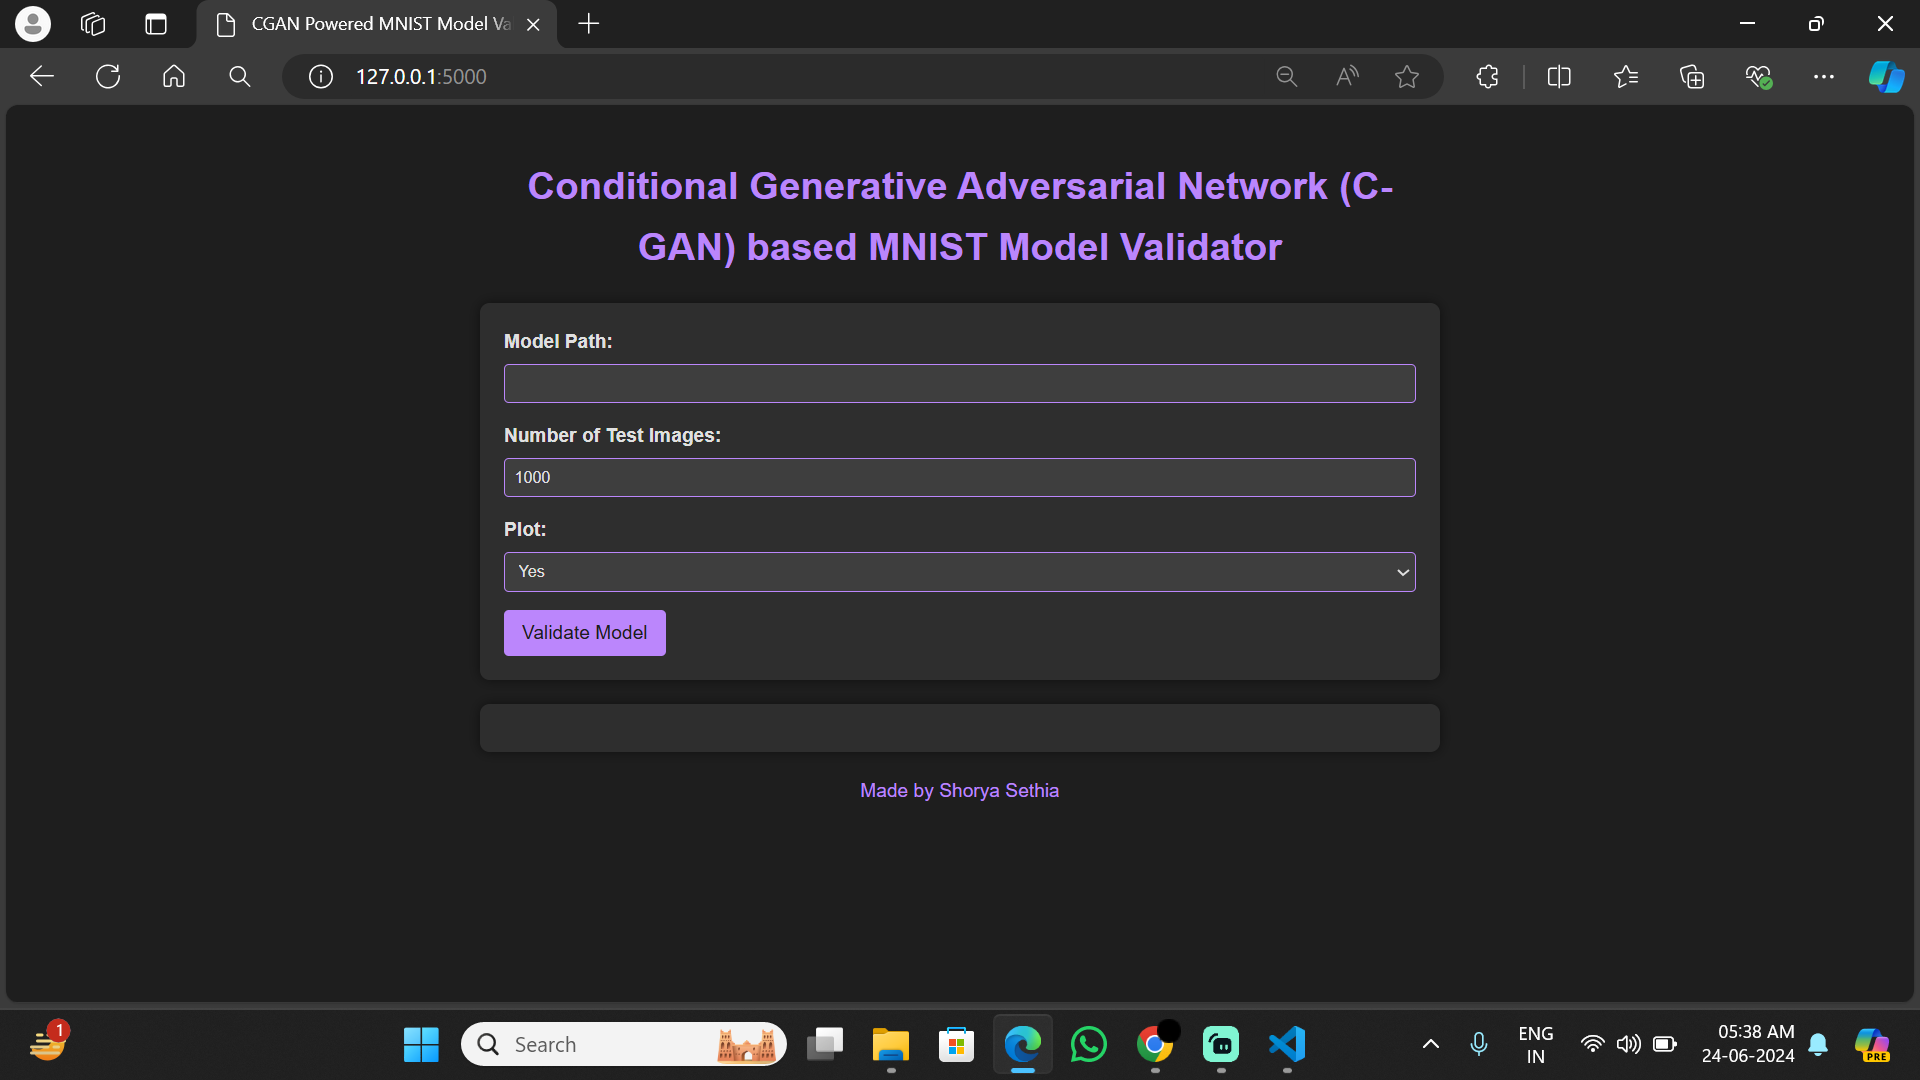 CGAN Powered MNIST Model Va
127.0.0.1:5000
Conditional Generative Adversarial Network (C-
GAN) based MNIST Model Validator
Model Path:
Number of Test Images:
1000
Plot:
Yes
Validate Model
Made by Shorya Sethia
1
Search
ENG
IN
05:38 AM
24-06-2024
PRE